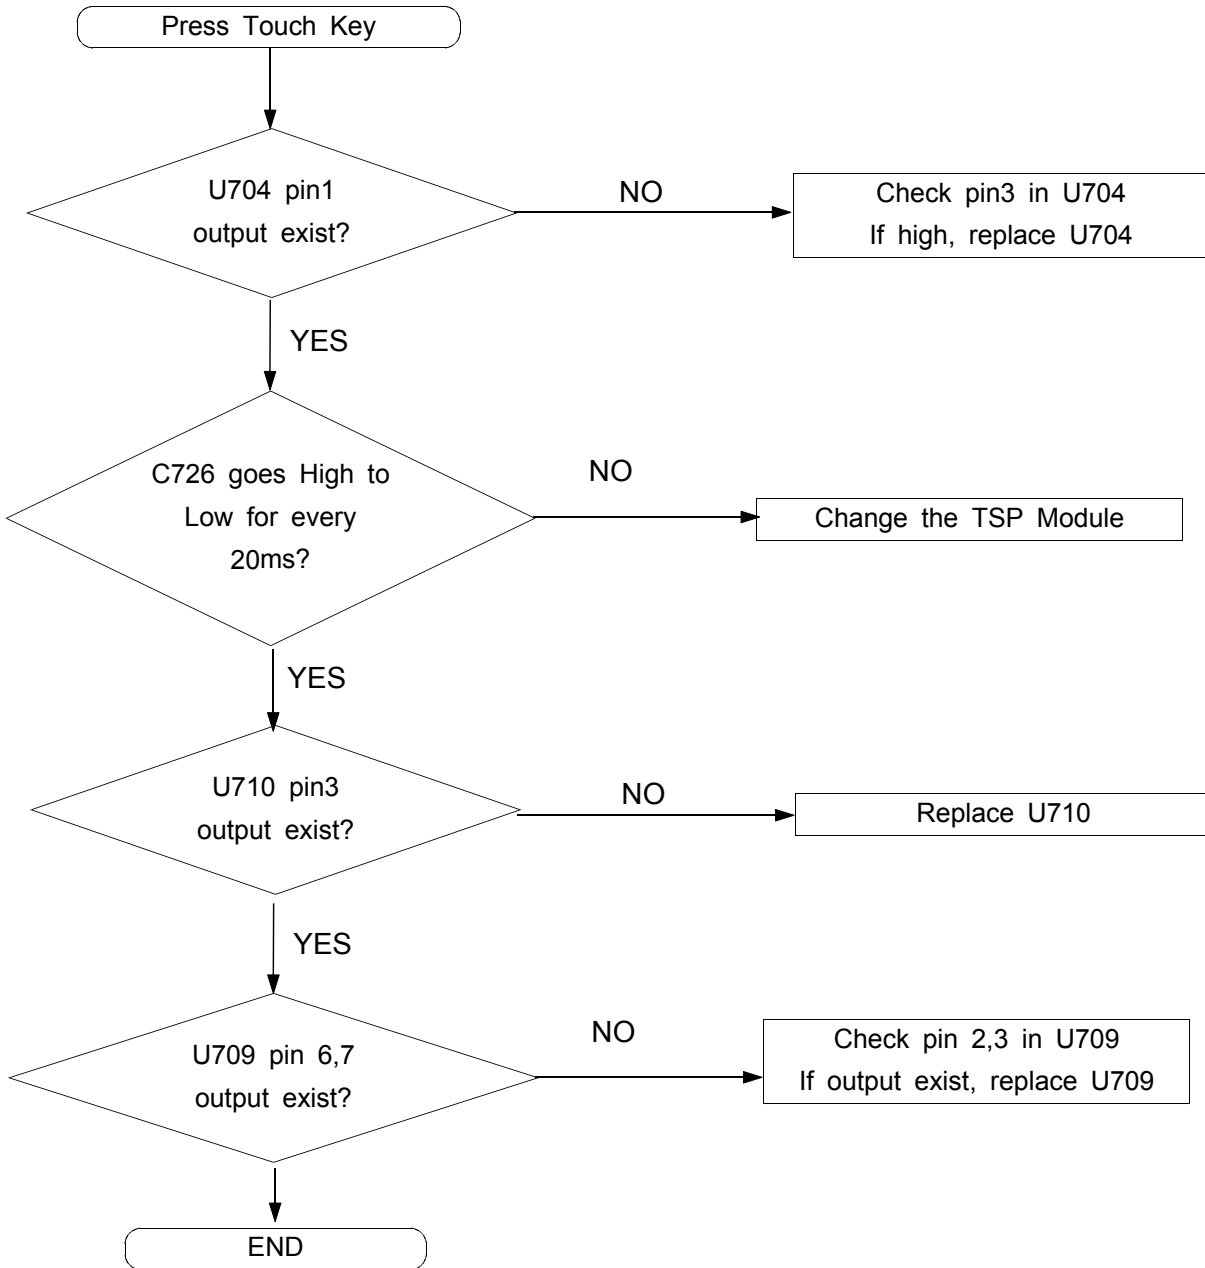 Press Touch Key
U704 pin1
output exist?
NO
Check pin3 in U704
If high, replace U704
YES
C726 goes High to
Low for every
20ms?
NO
Change the TSP Module
YES
U710 pin3
output exist?
NO
Replace U710
YES
U709 pin 6,7
output exist?
NO
Check pin 2,3 in U709
If output exist, replace U709
END